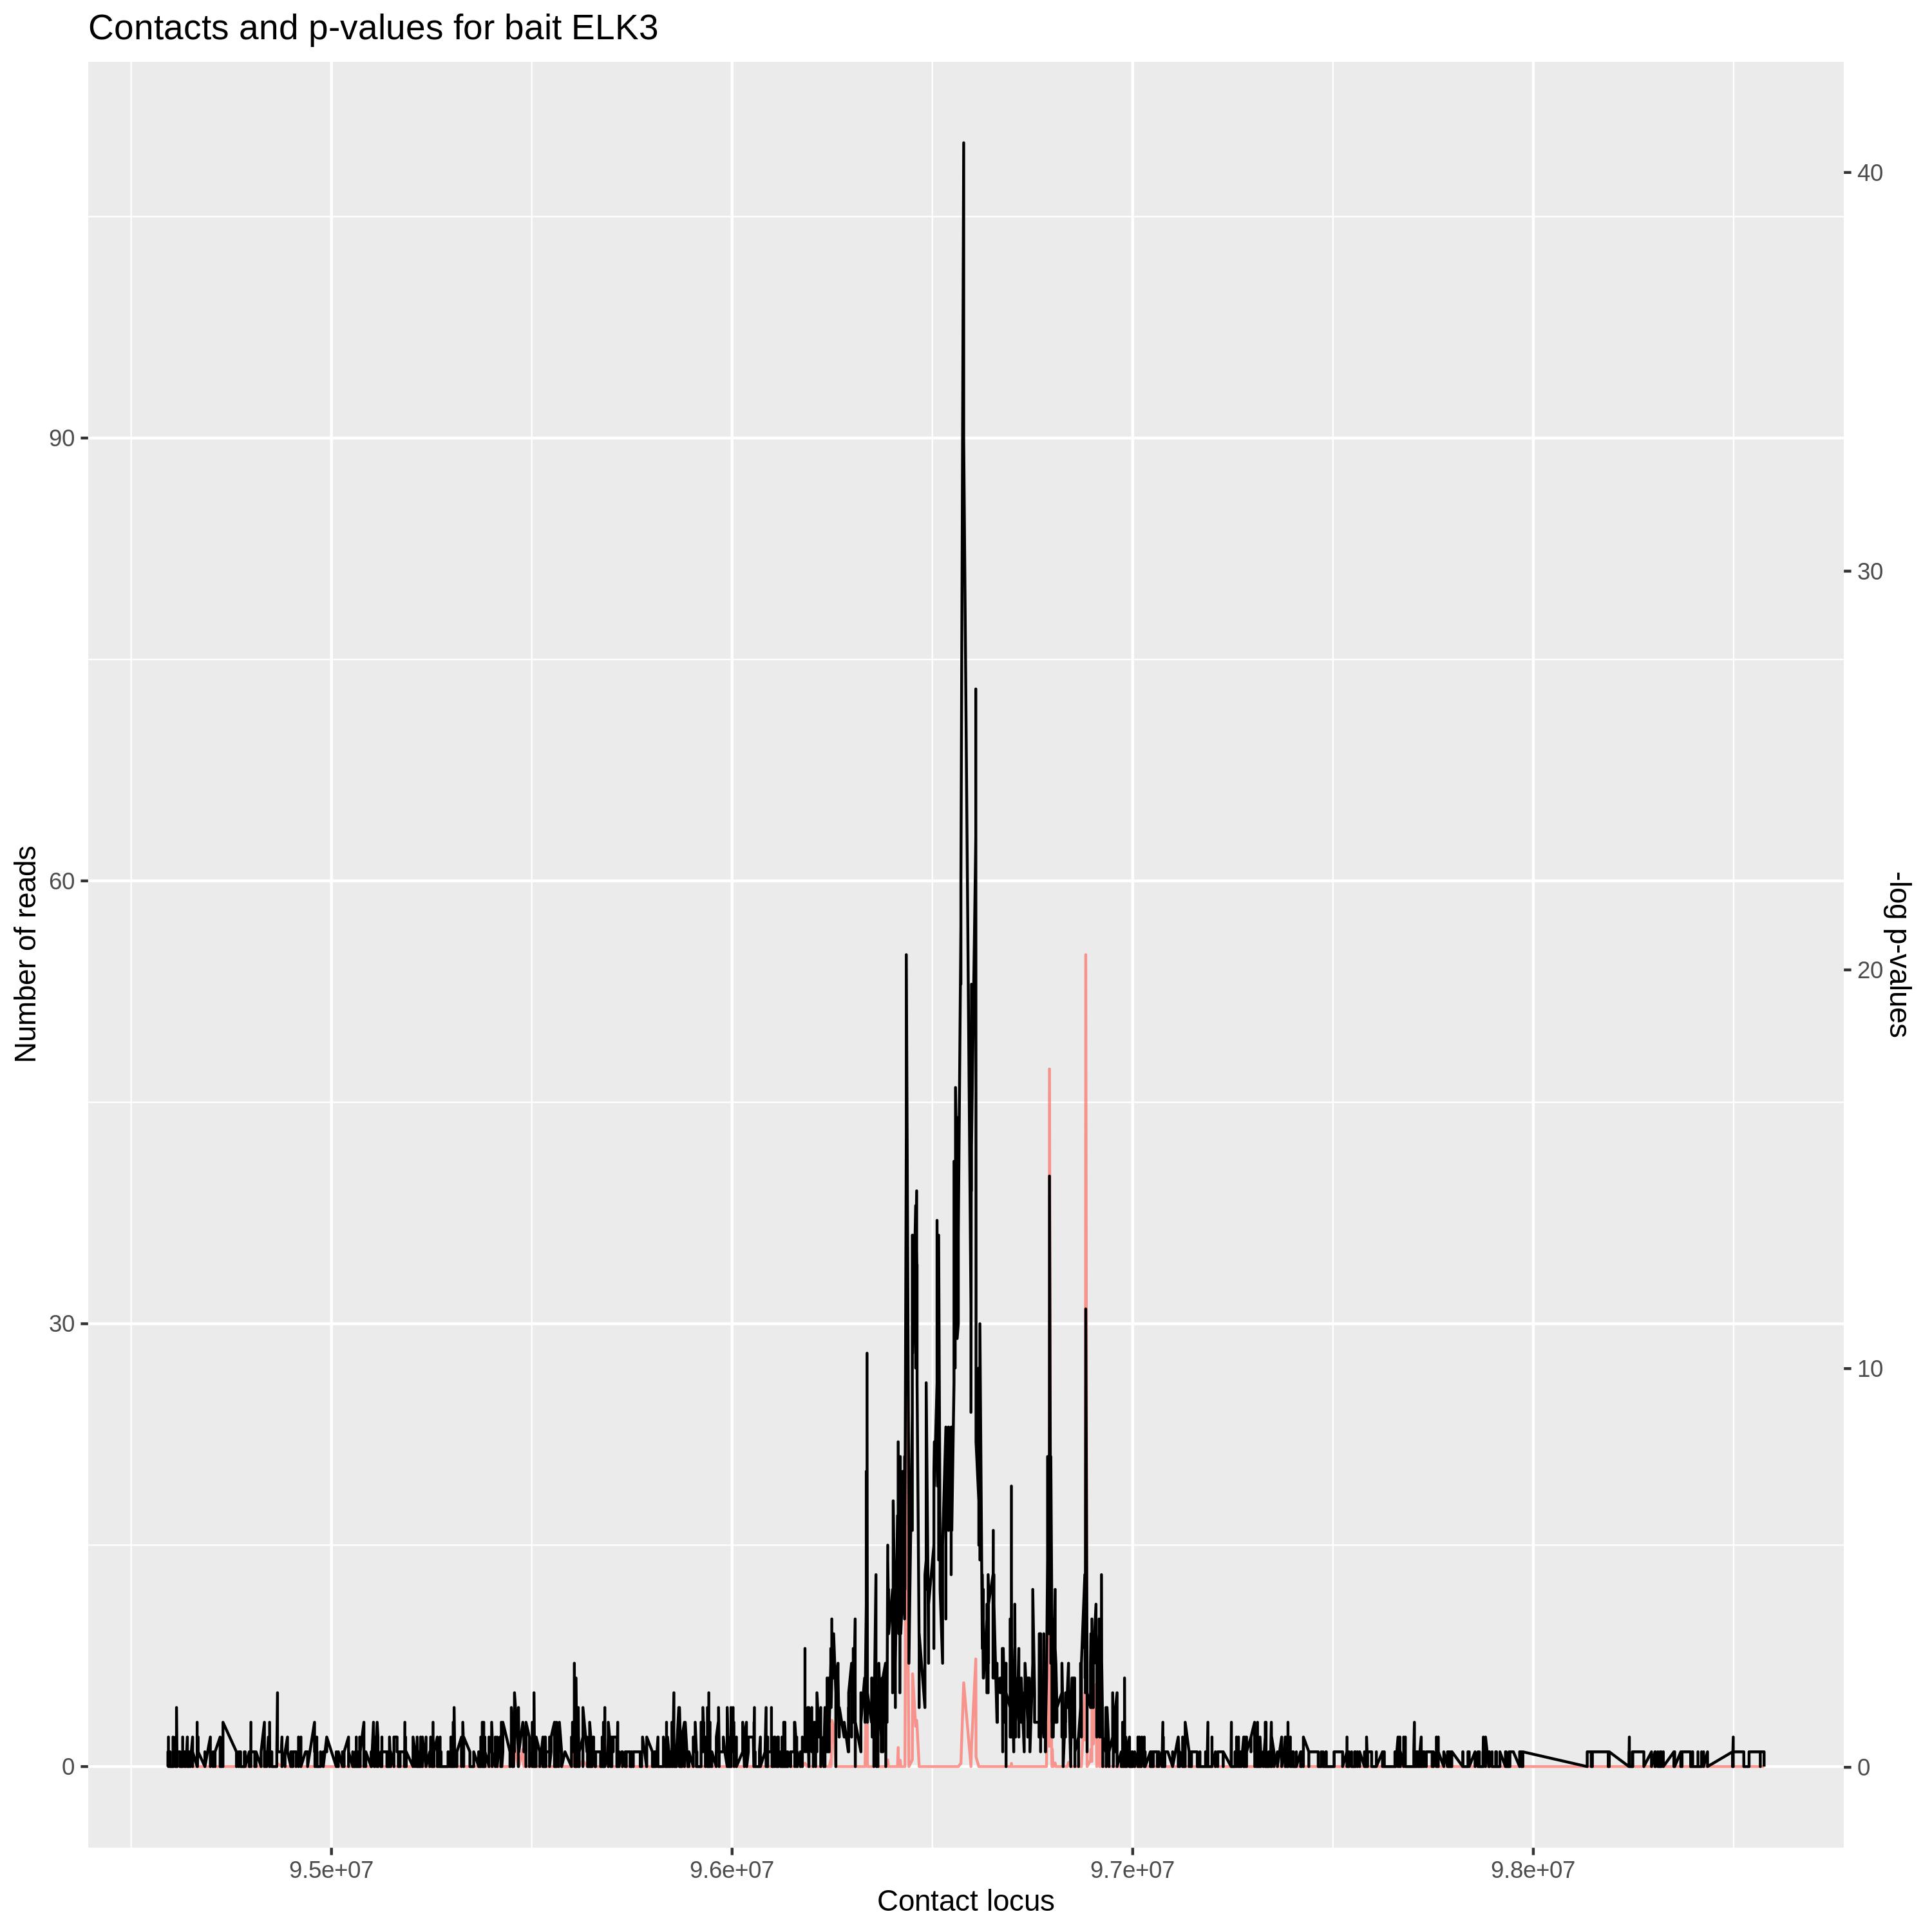 Contacts and p-values for bait ELK3
90
60
30
0
Number of reads
40
30
20
10
0
-log p-values
9.5e+07
9.6e+07
9.7e+07
9.8e+07
Contact locus